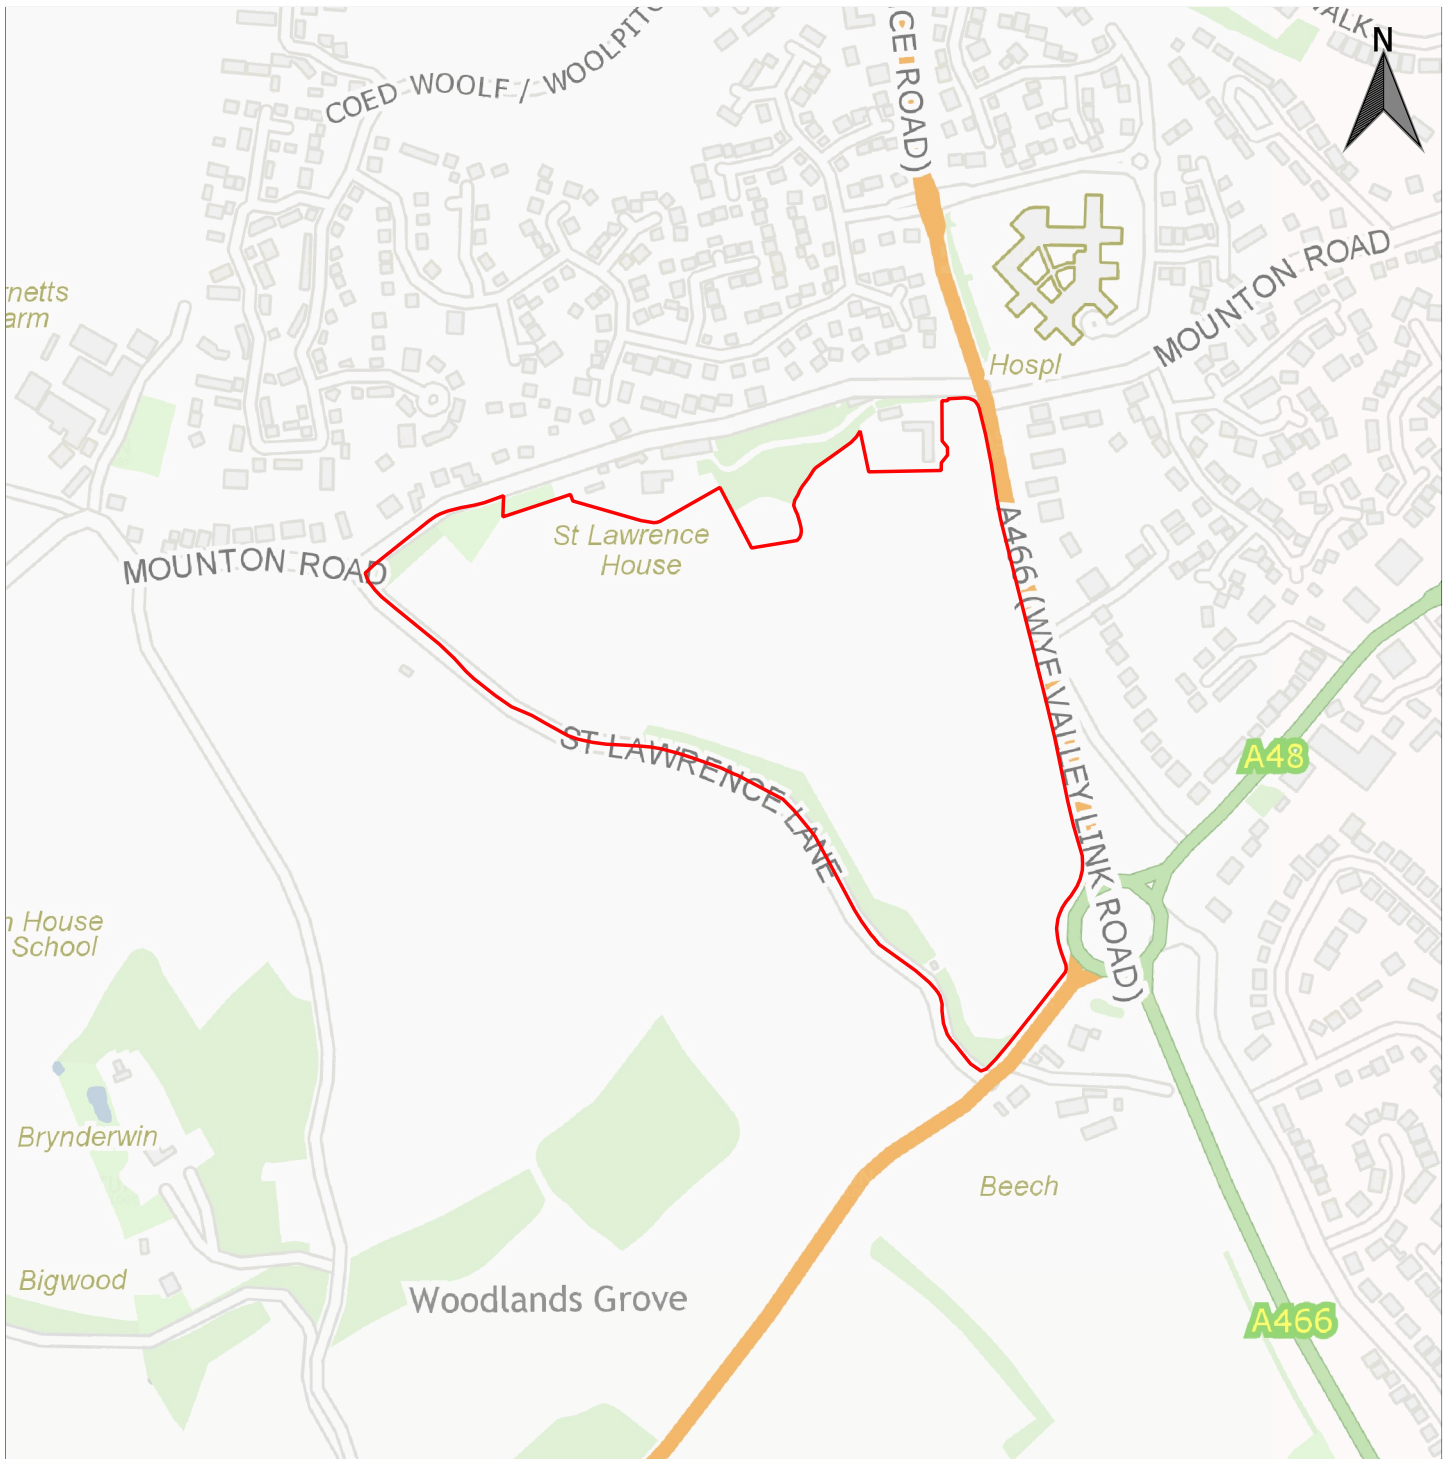 N
COED WOOLF / WOOLPIT
ROAD)
MOUNTON ROAD
Hospl
St Lawrence
House
MOUNTON ROAD
A466 (WYE VALLEY LINK ROAD)
ST LAWRENCE LANE
A48
House
School
Brynderwin
Beech
Bigwood
Woodlands Grove
A466